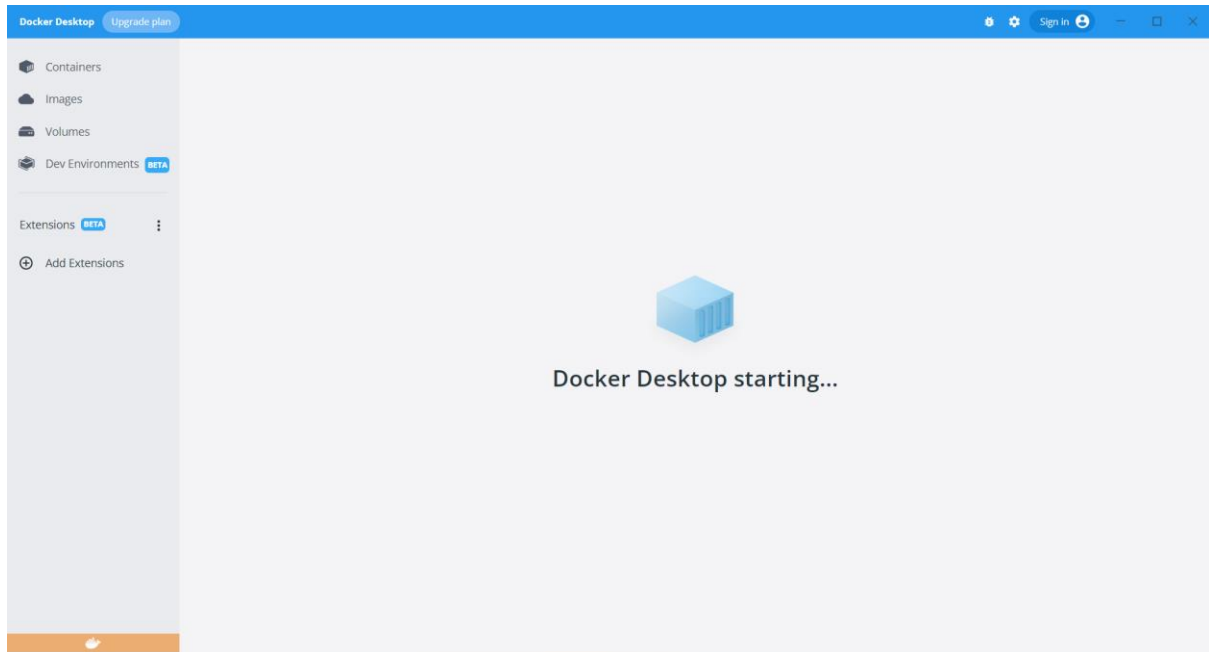 Docker Desktop Upgrade plan
Sign in
Containers
Images
Volumes
Dev Environments BETA
Extensions BETA
Add Extensions
Docker Desktop starting...